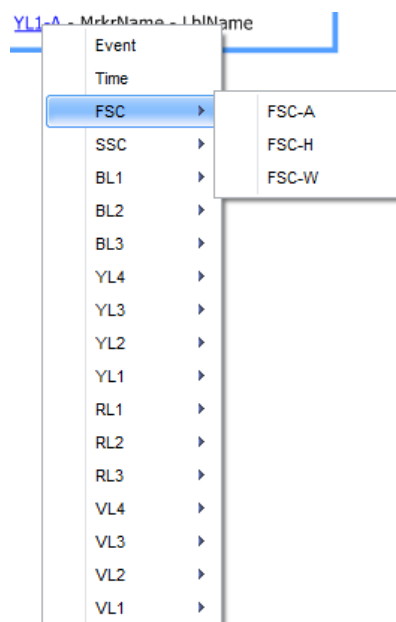 YL1-A - MrkrName - LblName
Event
Time
FSC
FSC-A
SSC
FSC-H
BL1
FSC-W
BL2
BL3
YL4
YL3
YL2
YL1
RL1
RL2
RL3
VL4
VL3
VL2
VL1